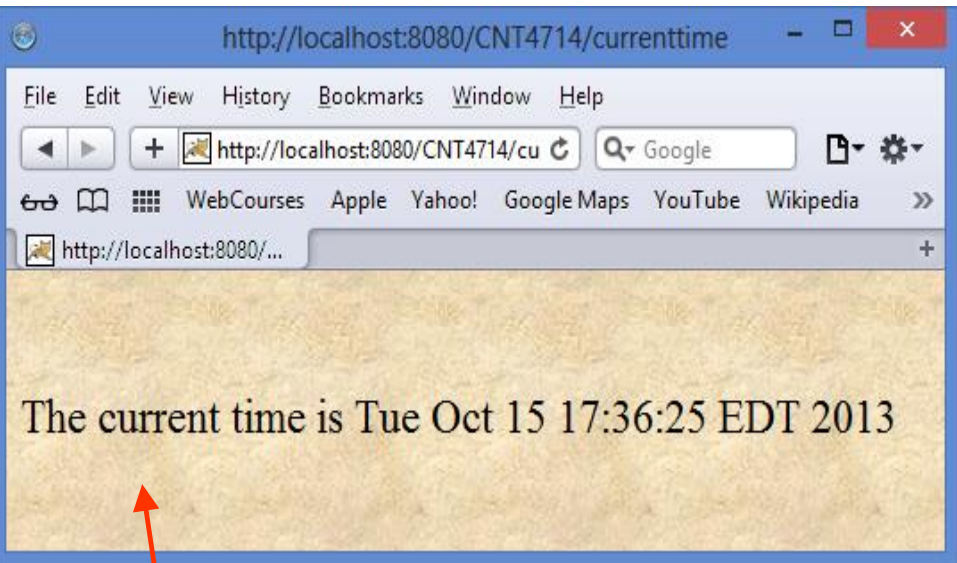 http://localhost:8080/CNT4714/currenttime
File Edit View History Bookmarks Window Help
http://localhost:8080/CNT4714/cu Google
WebCourses Apple Yahoo! Google Maps YouTube Wikipedia
http://localhost:8080/...
The current time is Tue Oct 15 17:36:25 EDT 2013